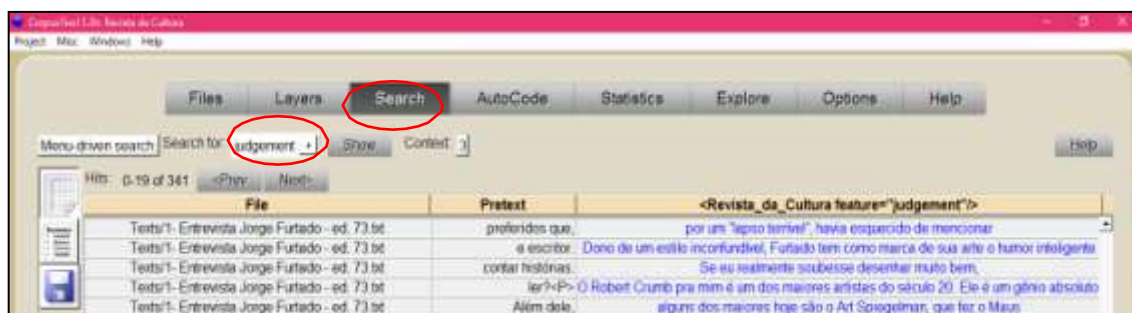 CorpusTool 3.3h: Revista de Cultura
Project Misc Windows Help
Files Layers Search AutoCode Statistics Explore Options Help
Menu-driven search Search for judgement + Show Context: Help
Hits: 0-19 of 341 <Prev Next>
File Pretext <Revista_da_Cultura feature="judgement"/>
Texts/1- Entrevista Jorge Furtado - ed. 73.txt preferidos que, por um "lapso terrível", havia esquecido de mencionar
Texts/1- Entrevista Jorge Furtado - ed. 73.txt e escritor. Dono de um estilo inconfundível, Furtado tem como marca de sua arte o humor inteligente
Texts/1- Entrevista Jorge Furtado - ed. 73.txt contar histórias. Se eu realmente soubesse desenhar muito bem,
Texts/1- Entrevista Jorge Furtado - ed. 73.txt ler?<P> O Robert Crumb pra mim é um dos maiores artistas do século 20. Ele é um gênio absoluto
Texts/1- Entrevista Jorge Furtado - ed. 73.txt Além dele, alguns dos maiores hoje são o Art Spiegelman, que fez o Maus